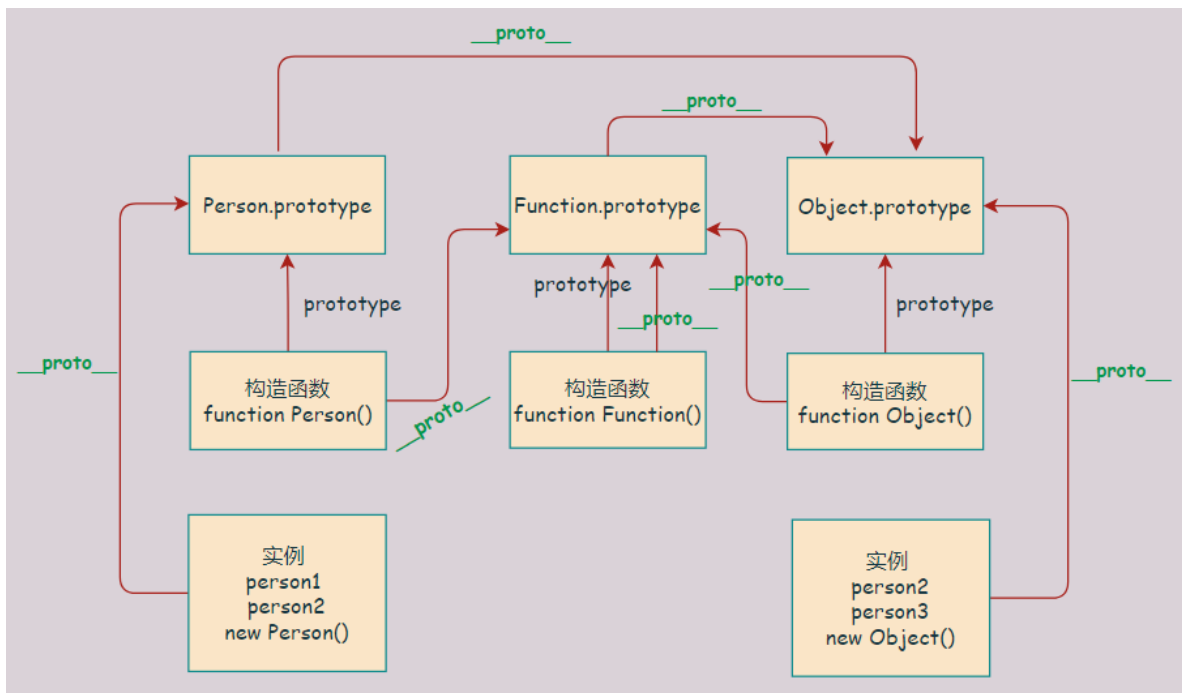 __proto__
__proto__
Person.prototype
Function.prototype
Object.prototype
prototype
prototype
__proto__
__proto__
prototype
__proto__
__proto__
构造函数
function Person()
__proto__
构造函数
function Function()
构造函数
function Object()
实例
person1
person2
new Person()
实例
person2
person3
new Object()